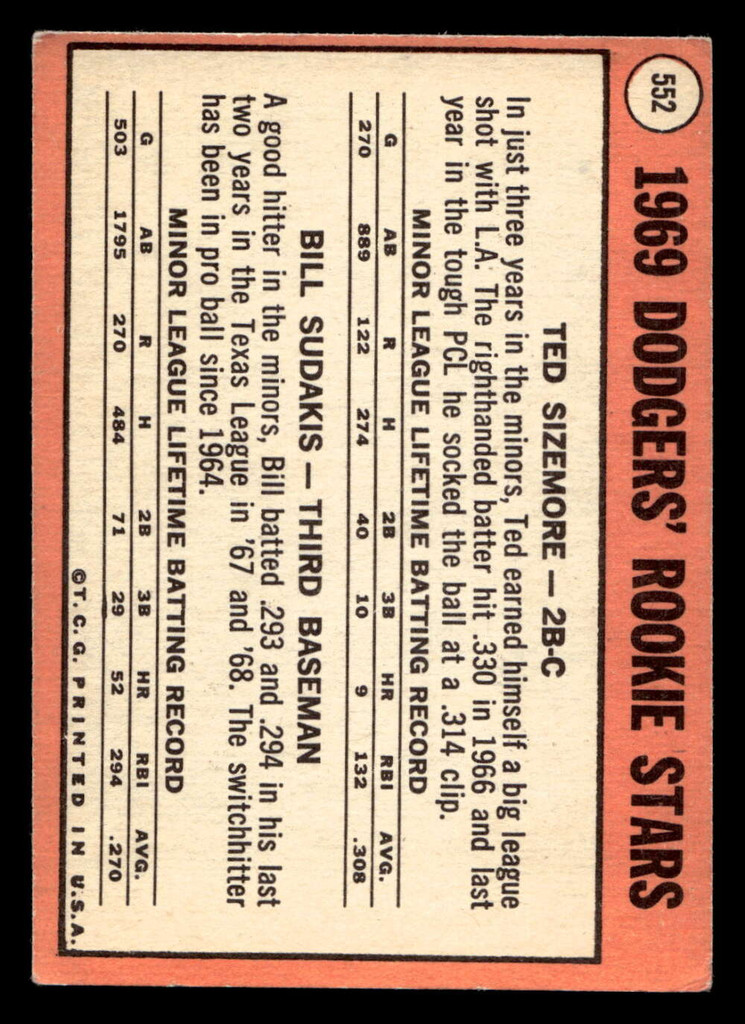 552
1969 DODGERS' ROOKIE STARS
TED SIZEMORE — 2B-C
In just three years in the minors, Ted earned himself a big league
shot with L.A. The righthanded batter hit .330 in 1966 and last
year in the tough PCL he socked the ball at a .314 clip.
MINOR LEAGUE LIFETIME BATTING RECORD
G AB R H 2B 3B HR RBI AVG.
270 889 122 274 40 10 9 132 .308
BILL SUDAKIS — THIRD BASEMAN
A good hitter in the minors, Bill batted .293 and .294 in his last
two years in the Texas League in '67 and '68. The switchhitter
has been in pro ball since 1964.
MINOR LEAGUE LIFETIME BATTING RECORD
G AB R H 2B 3B HR RBI AVG.
503 1795 270 484 71 29 52 294 .270
©T.C.G. PRINTED IN U.S.A.